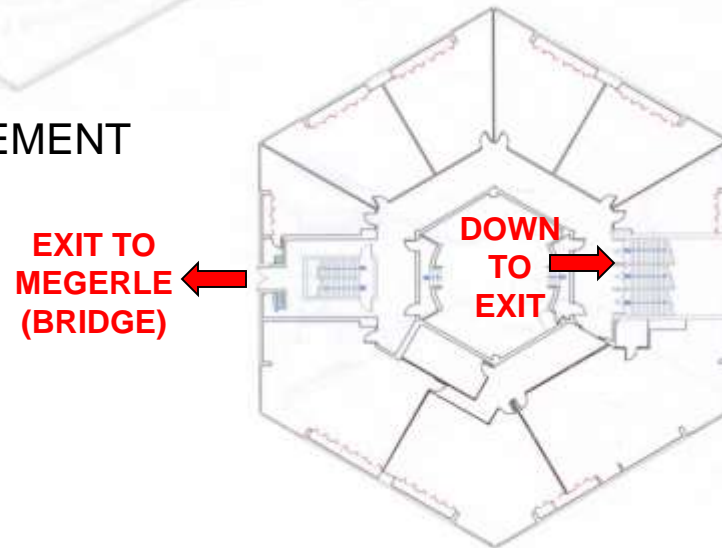 EMENT
EXIT TO
MEGERLE
(BRIDGE)
DOWN
TO
EXIT